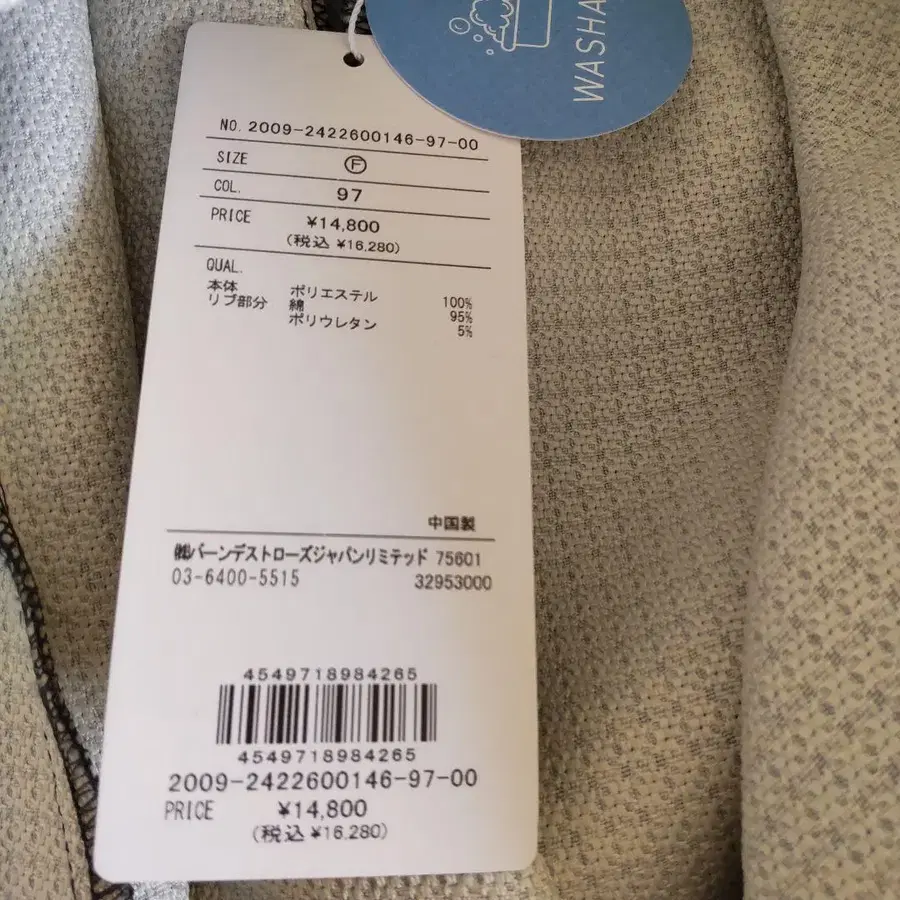 WASHA
NO. 2009-2422600146-97-00
SIZE Ⓕ
COL. 97
PRICE ¥14,800
(税込 ¥16,280)
QUAL.
本体 ポリエステル 100%
リブ部分 綿 95%
ポリウレタン 5%
中国製
㈱バーンデストローズジャパンリミテッド 75601
03-6400-5515 32953000
4549718984265
4549718984265
2009-2422600146-97-00
PRICE ¥14,800
(税込 ¥16,280)